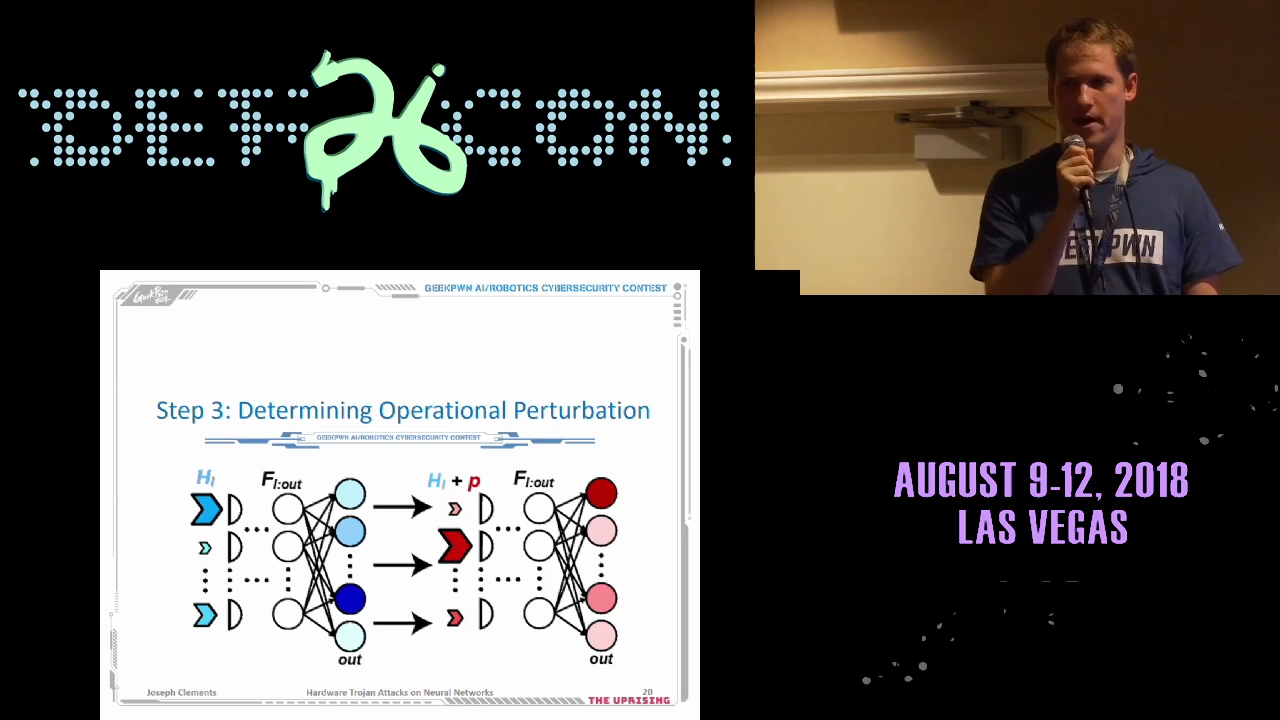 DEF CON 26
GEEKPWN AI/ROBOTICS CYBERSECURITY CONTEST
Step 3: Determining Operational Perturbation
GEEKPWN AI/ROBOTICS CYBERSECURITY CONTEST
Hl Fl:out Hl + p Fl:out
out out
Joseph Clements Hardware Trojan Attacks on Neural Networks 20
THE UPRISING
AUGUST 9-12, 2018
LAS VEGAS